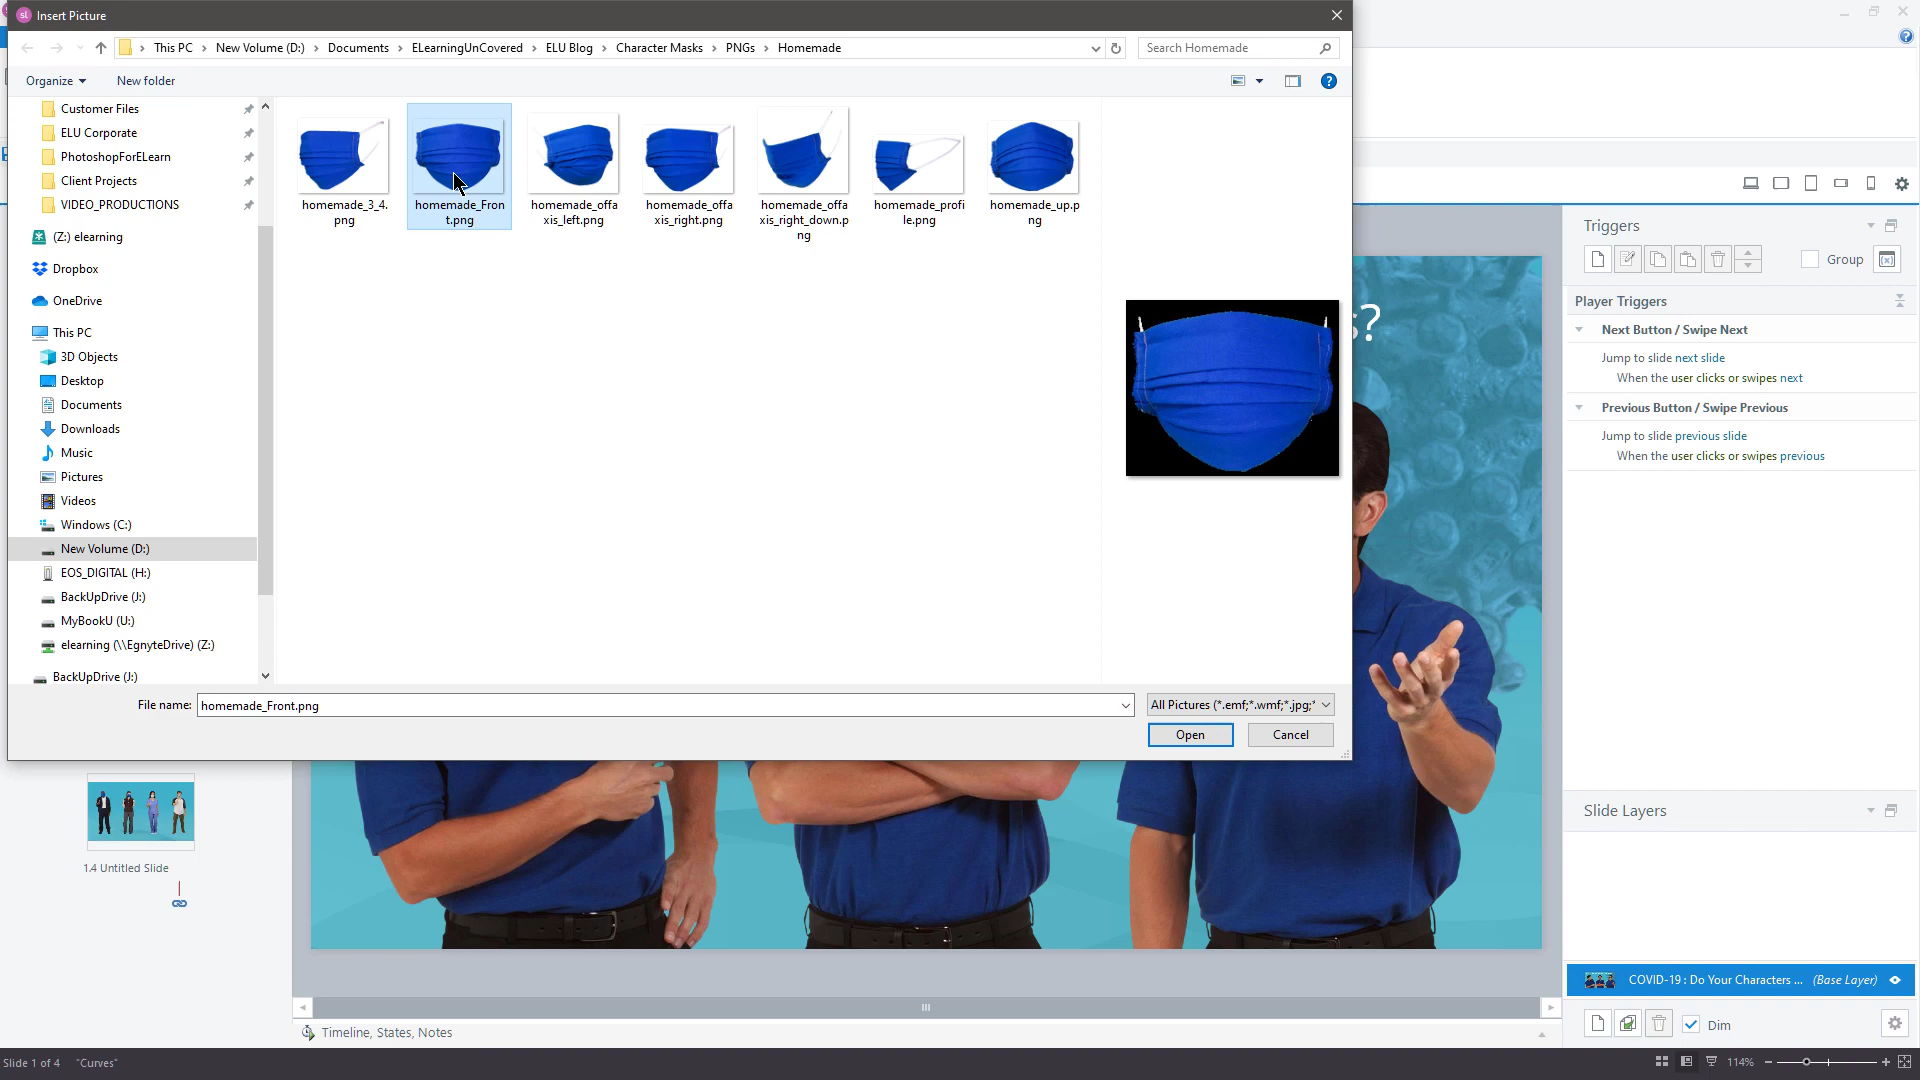 Insert Picture
This PC > New Volume (D:) > Documents > ELearningUnCovered > ELU Blog > Character Masks > PNGs > Homemade
Search Homemade
Organize
New folder
Customer Files
ELU Corporate
PhotoshopForELearn
Client Projects
VIDEO_PRODUCTIONS
(Z:) elearning
Dropbox
OneDrive
This PC
3D Objects
Desktop
Documents
Downloads
Music
Pictures
Videos
Windows (C:)
New Volume (D:)
EOS_DIGITAL (H:)
BackUpDrive (J:)
MyBookU (U:)
elearning (\\EgnyteDrive) (Z:)
BackUpDrive (J:)
homemade_3_4.
png
homemade_Fron
t.png
homemade_offa
xis_left.png
homemade_offa
xis_right.png
homemade_offa
xis_right_down.p
ng
homemade_profi
le.png
homemade_up.p
ng
File name: homemade_Front.png
All Pictures (*.emf;*.wmf;*.jpg;*
Open
Cancel
s?
Triggers
Group
Player Triggers
Next Button / Swipe Next
Jump to slide next slide
When the user clicks or swipes next
Previous Button / Swipe Previous
Jump to slide previous slide
When the user clicks or swipes previous
1.4 Untitled Slide
Slide Layers
COVID-19 : Do Your Characters ... (Base Layer)
Dim
Timeline, States, Notes
Slide 1 of 4 "Curves"
114%